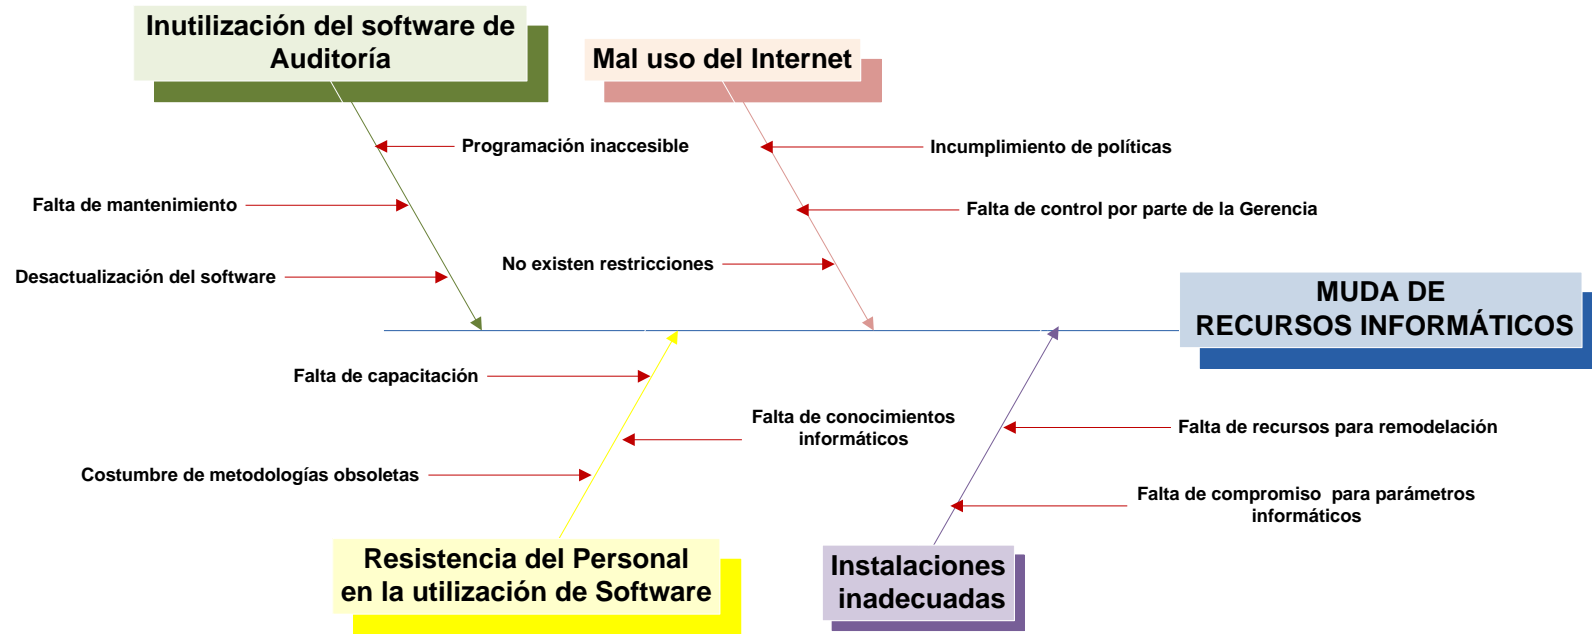 Inutilización del software de
Auditoría
Mal uso del Internet
Programación inaccesible
Incumplimiento de políticas
Falta de mantenimiento
Falta de control por parte de la Gerencia
No existen restricciones
Desactualización del software
MUDA DE
RECURSOS INFORMÁTICOS
Falta de capacitación
Falta de conocimientos
informáticos
Falta de recursos para remodelación
Costumbre de metodologías obsoletas
Falta de compromiso para parámetros
informáticos
Resistencia del Personal
en la utilización de Software
Instalaciones
inadecuadas